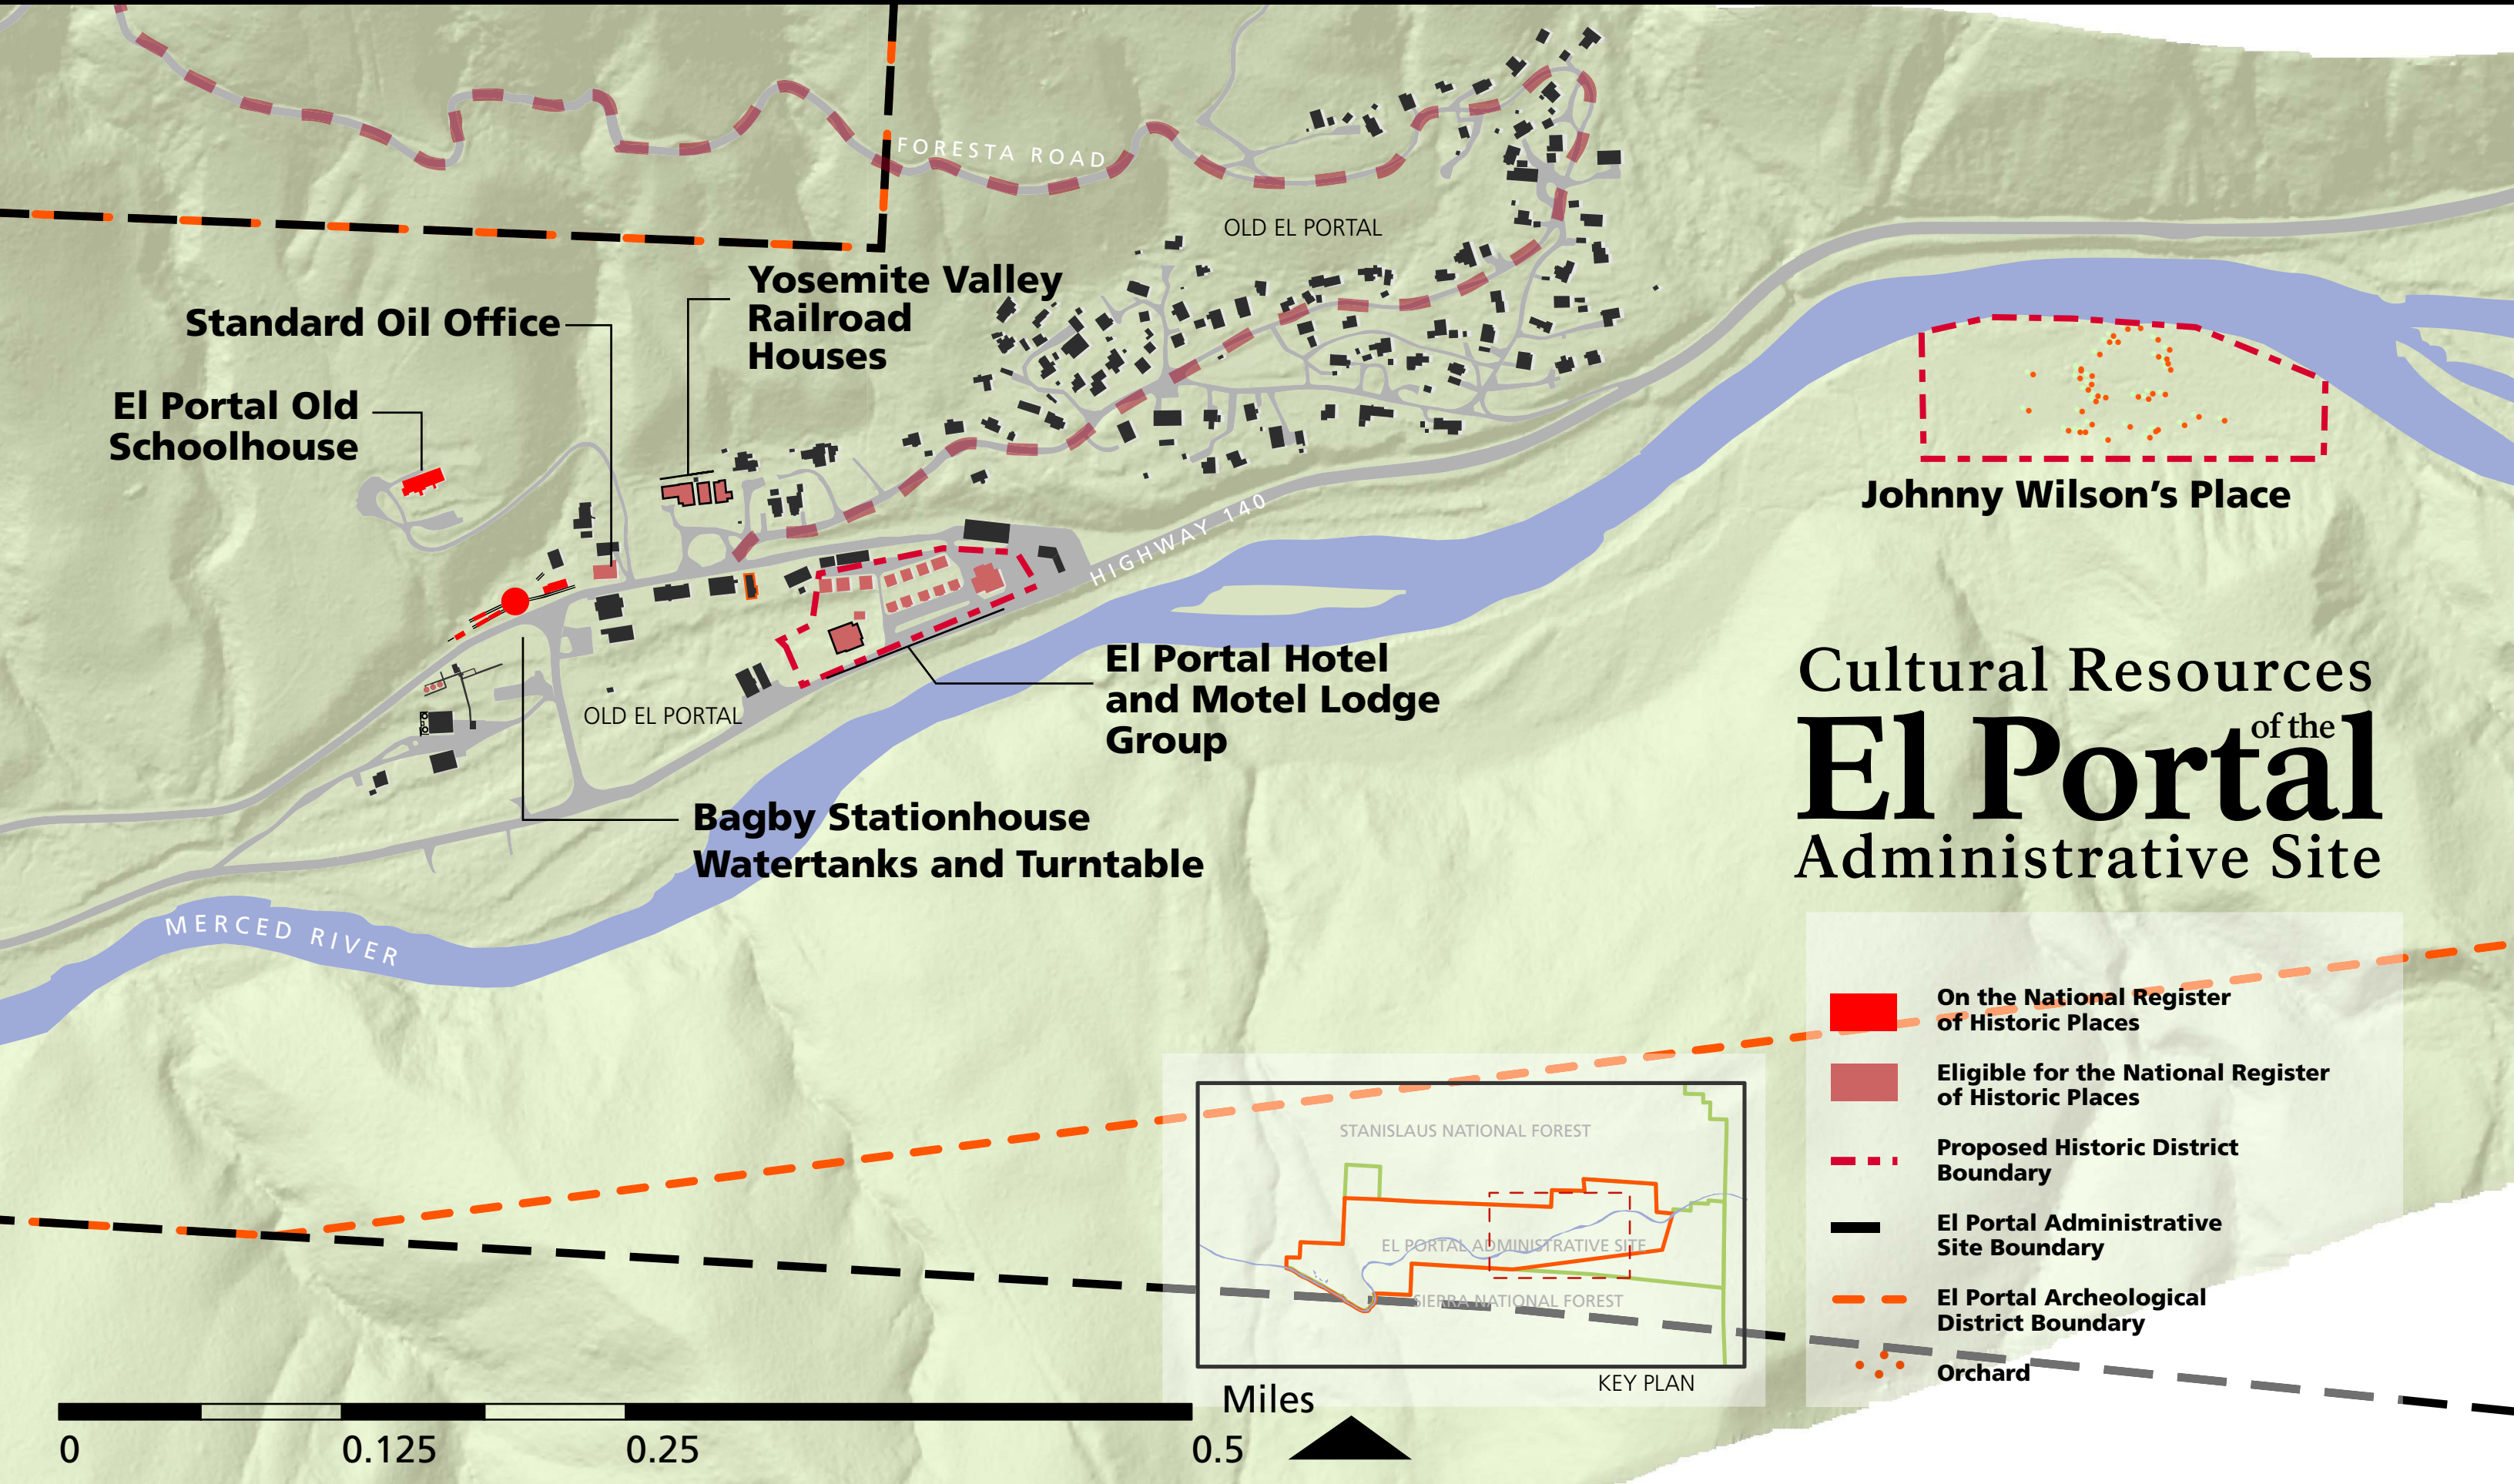 FORESTA ROAD
OLD EL PORTAL
Yosemite Valley
Railroad
Houses
Standard Oil Office
El Portal Old
Schoolhouse
Johnny Wilson’s Place
HIGHWAY 140
El Portal Hotel
and Motel Lodge
Group
OLD EL PORTAL
Bagby Stationhouse
Watertanks and Turntable
MERCED RIVER
Cultural Resources
of the
El Portal
Administrative Site
On the National Register
of Historic Places
Eligible for the National Register
of Historic Places
Proposed Historic District
Boundary
El Portal Administrative
Site Boundary
El Portal Archeological
District Boundary
Orchard
STANISLAUS NATIONAL FOREST
EL PORTAL ADMINISTRATIVE SITE
SIERRA NATIONAL FOREST
KEY PLAN
Miles
0 0.125 0.25 0.5